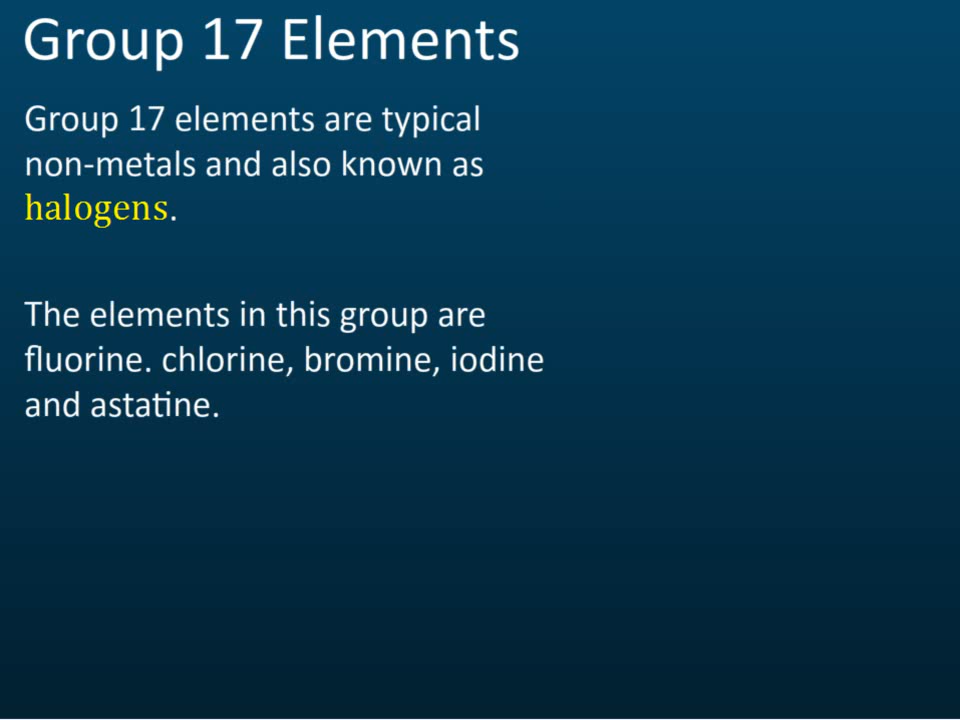 Group 17 Elements
Group 17 elements are typical
non-metals and also known as
halogens.
The elements in this group are
fluorine. chlorine, bromine, iodine
and astatine.